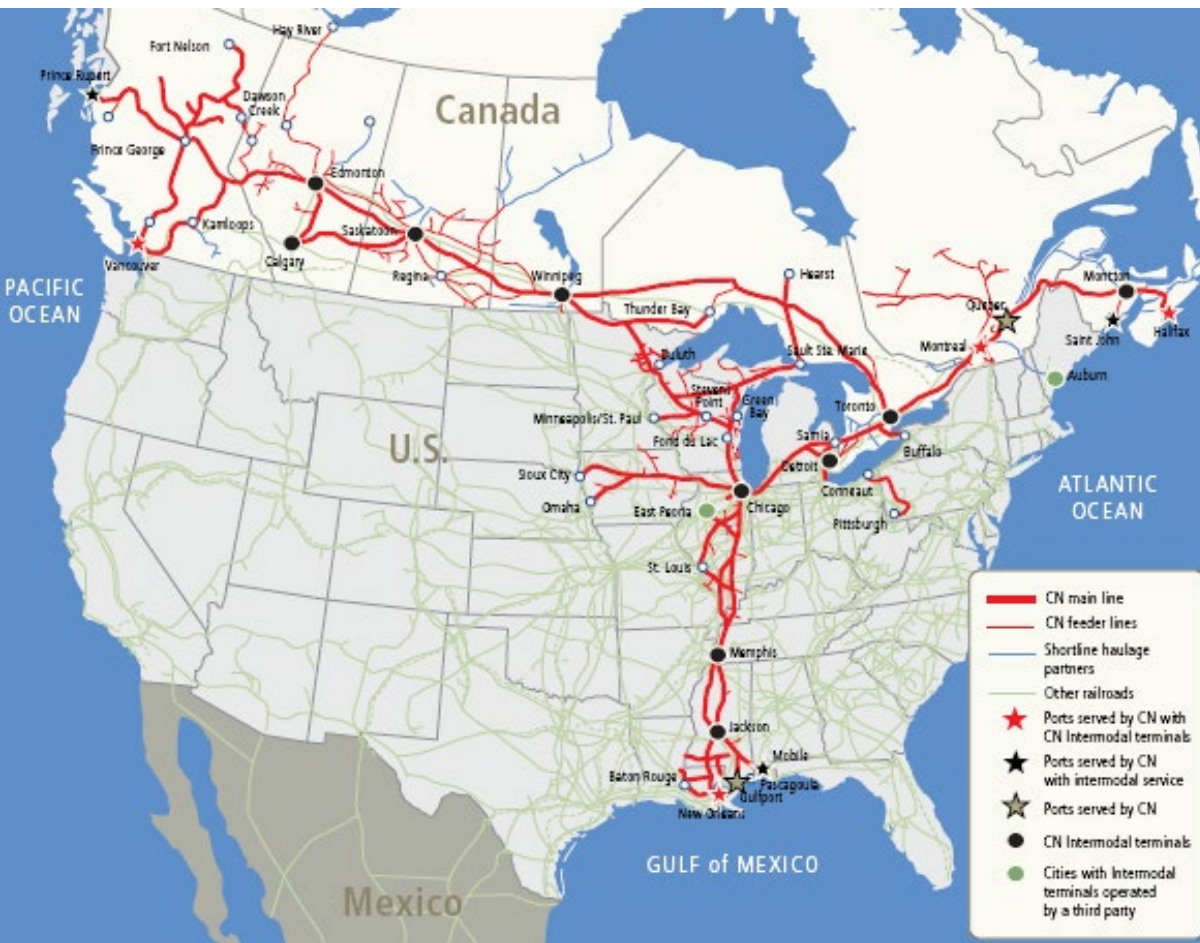 Hay River
Fort Nelson
Prince Rupert
Dawson
Creek
Canada
Prince George
Edmonton
Kamloops
Saskatoon
Vancouver
Calgary
Regina
Winnipeg
Hearst
Moncton
PACIFIC
OCEAN
Thunder Bay
Quebec
Halifax
Saint John
Montreal
Duluth
Sault Ste. Marie
Auburn
Stevens
Point
Green
Bay
Toronto
Minneapolis/St. Paul
Fond du Lac
Sarnia
Buffalo
U.S.
Detroit
Sioux City
Conneaut
ATLANTIC
OCEAN
Omaha
East Peoria
Chicago
Pittsburgh
St. Louis
CN main line
CN feeder lines
Shortline haulage
partners
Other railroads
Ports served by CN with
CN Intermodal terminals
Ports served by CN
with intermodal service
Ports served by CN
CN Intermodal terminals
Cities with Intermodal
terminals operated
by a third party
Memphis
Jackson
Mobile
Baton Rouge
Pascagoula
Gulfport
New Orleans
GULF of MEXICO
Mexico